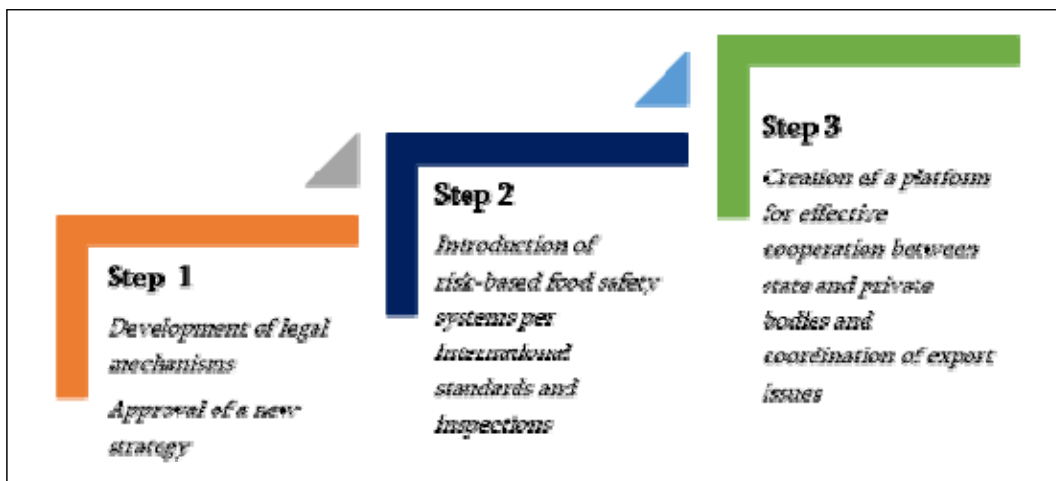 Step 1
Development of legal
mechanisms
Approval of a new
strategy
Step 2
Introduction of
risk-based food safety
systems per
international
standards and
inspections
Step 3
Creation of a platform
for effective
cooperation between
state and private
bodies and
coordination of export
issues